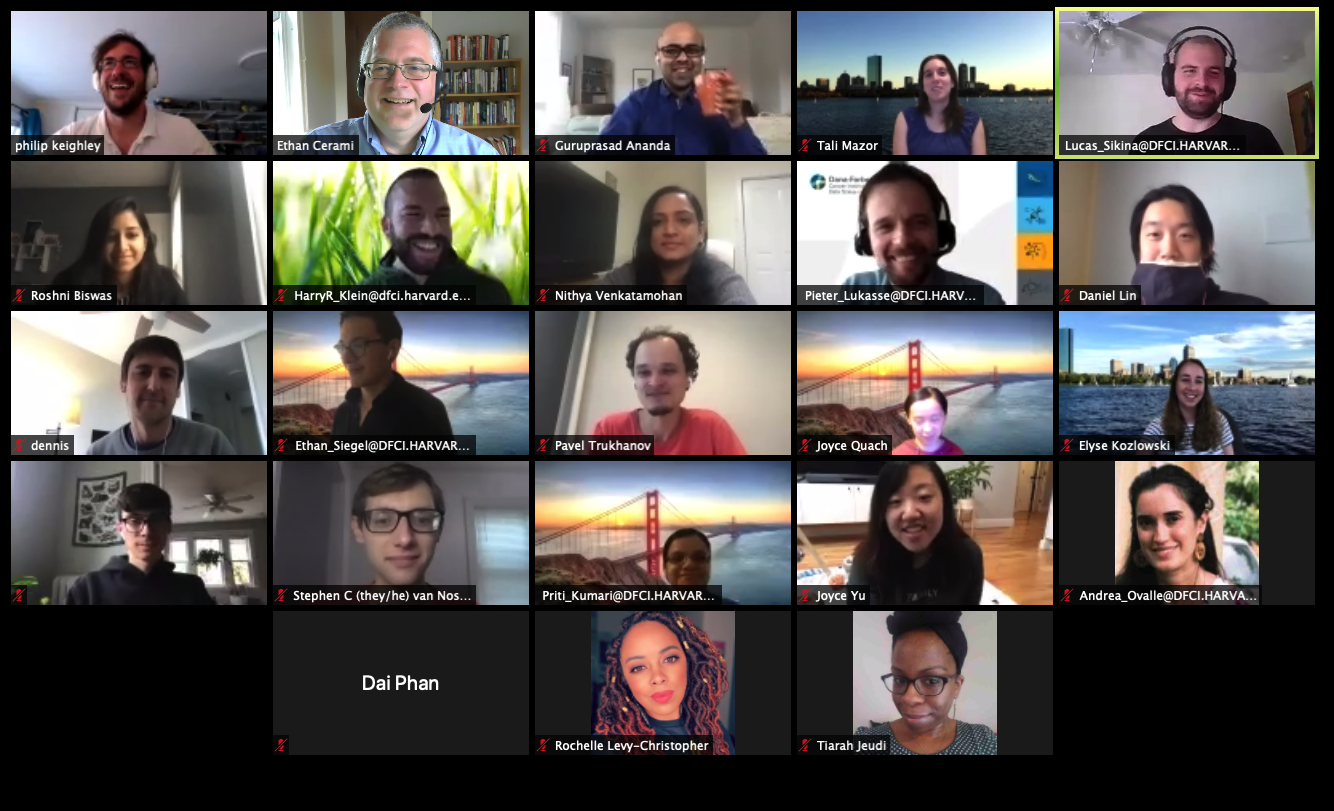 philip keighley
Ethan Cerami
Guruprasad Ananda
Tali Mazor
Lucas_Sikina@DFCI.HARVAR...
Roshni Biswas
HarryR_Klein@dfci.harvard.e...
Nithya Venkatamohan
Dana-Farber
Pieter_Lukasse@DFCI.HARV...
Daniel Lin
dennis
Ethan_Siegel@DFCI.HARVAR...
Pavel Trukhanov
Joyce Quach
Elyse Kozlowski
Stephen C (they/he) van Nos...
Priti_Kumari@DFCI.HARVAR...
Joyce Yu
Andrea_Ovalle@DFCI.HARVA...
Dai Phan
Rochelle Levy-Christopher
Tiarah Jeudi